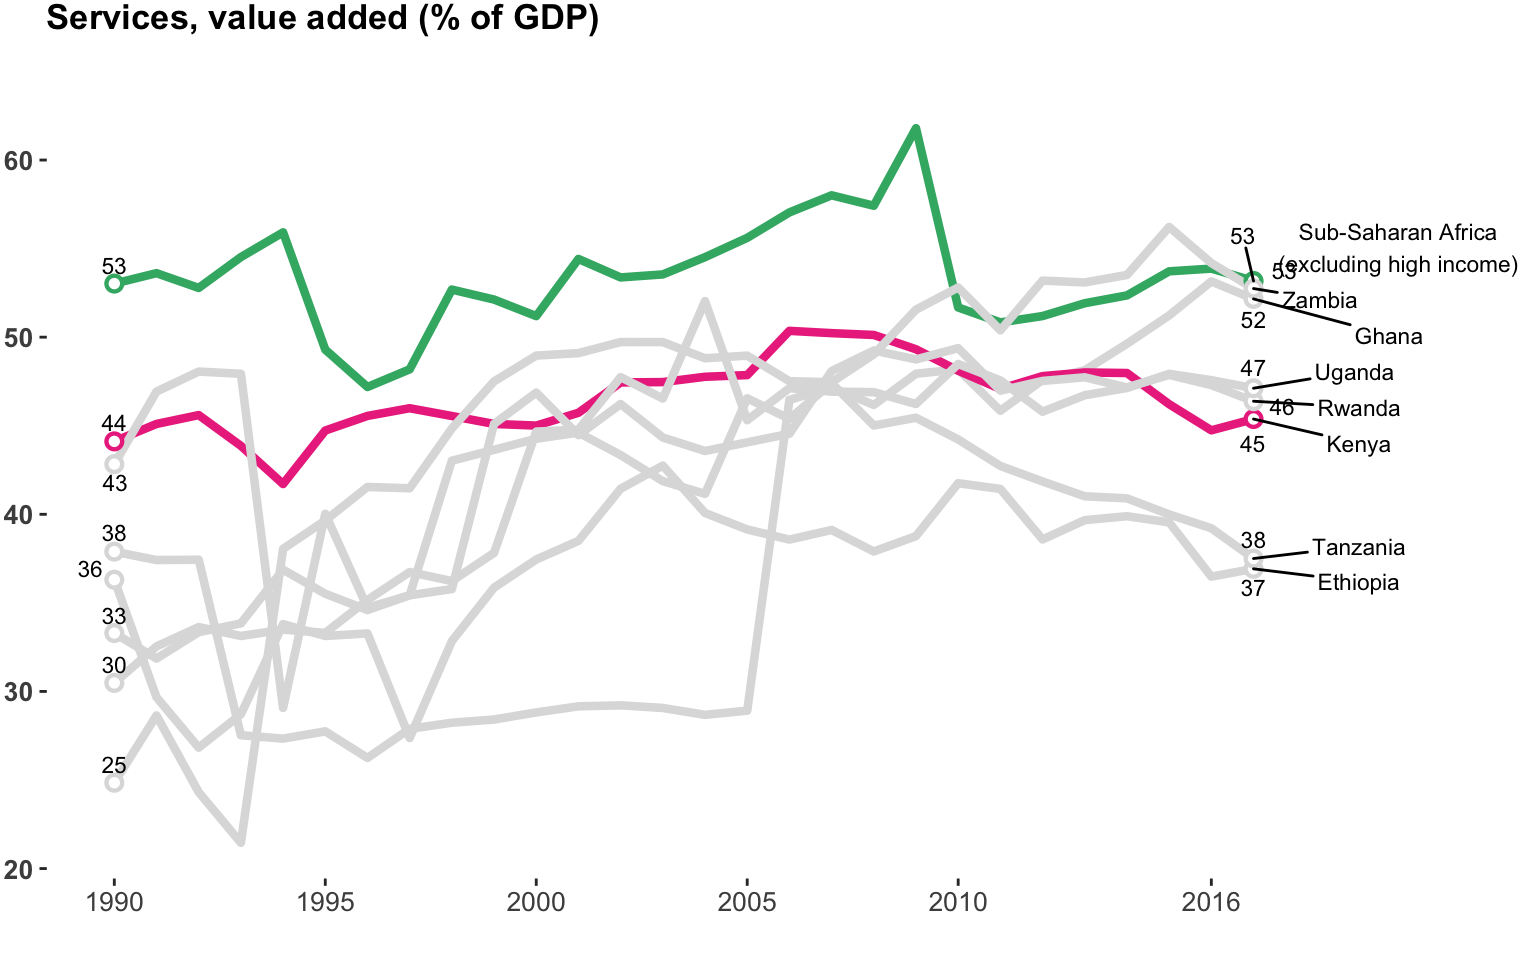 Services, value added (% of GDP)
60
50
40
30
20
53
44
43
38
36
33
30
25
53
Sub-Saharan Africa
(excluding high income)
53
Zambia
52
Ghana
47
Uganda
46
Rwanda
45
Kenya
38
Tanzania
37
Ethiopia
1990
1995
2000
2005
2010
2016